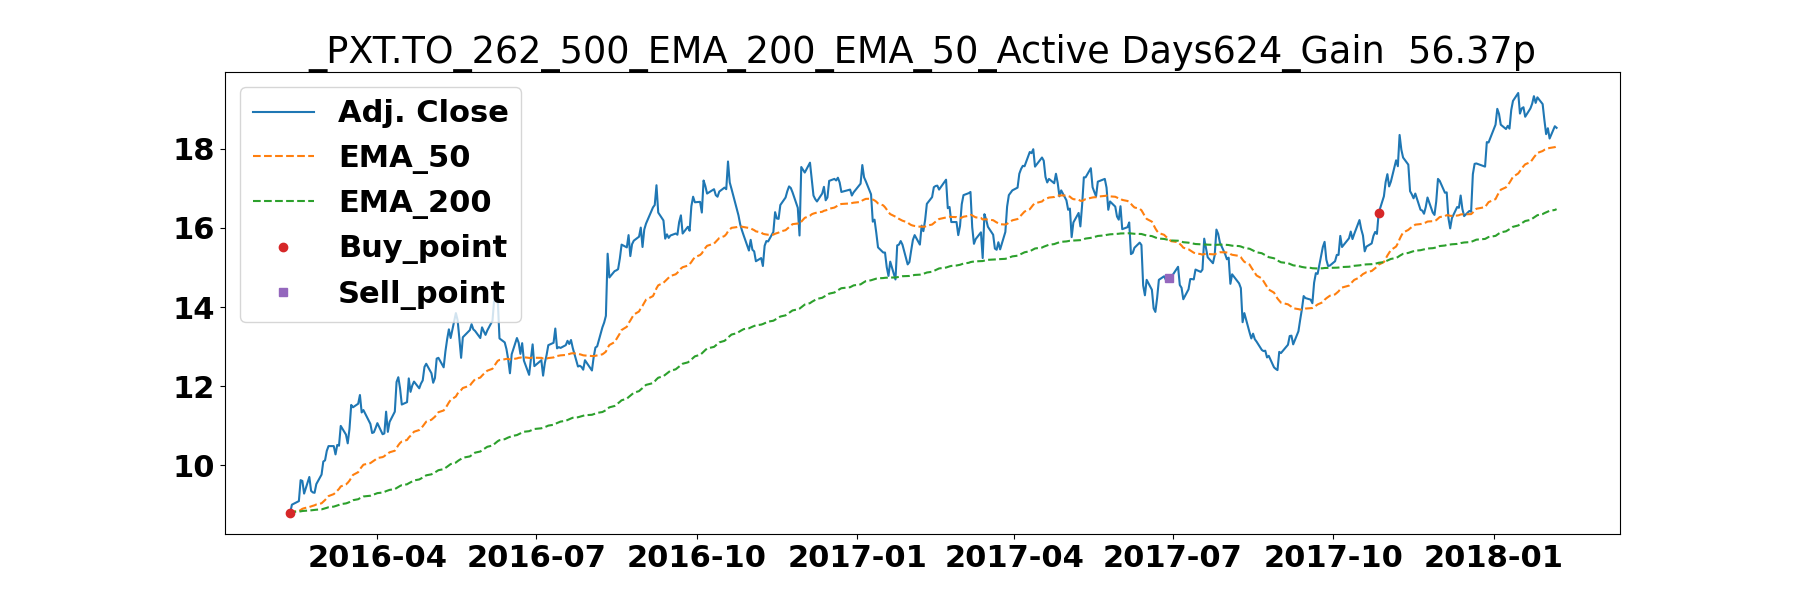 _PXT.TO_262_500_EMA_200_EMA_50_Active Days624_Gain  56.37p
Adj. Close
EMA_50
EMA_200
Buy_point
Sell_point
18
16
14
12
10
2016-04 2016-07 2016-10 2017-01 2017-04 2017-07 2017-10 2018-01